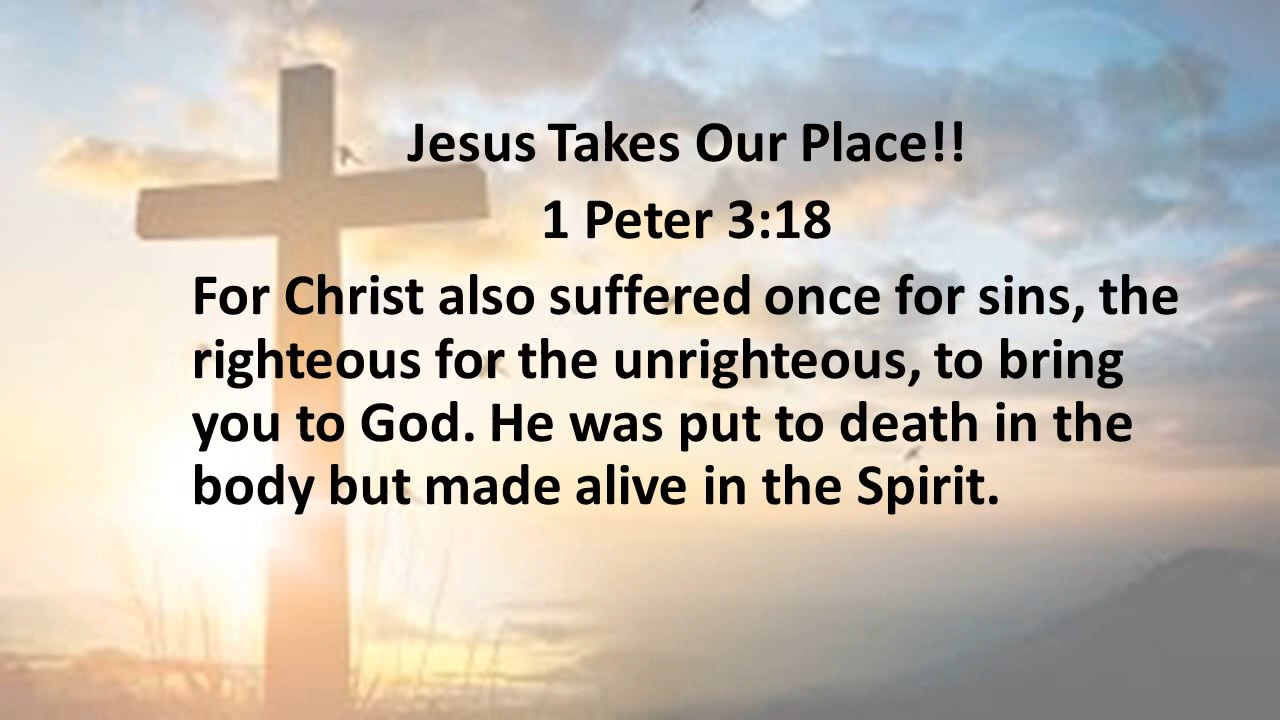 Jesus Takes Our Place!!
1 Peter 3:18
For Christ also suffered once for sins, the
righteous for the unrighteous, to bring
you to God. He was put to death in the
body but made alive in the Spirit.